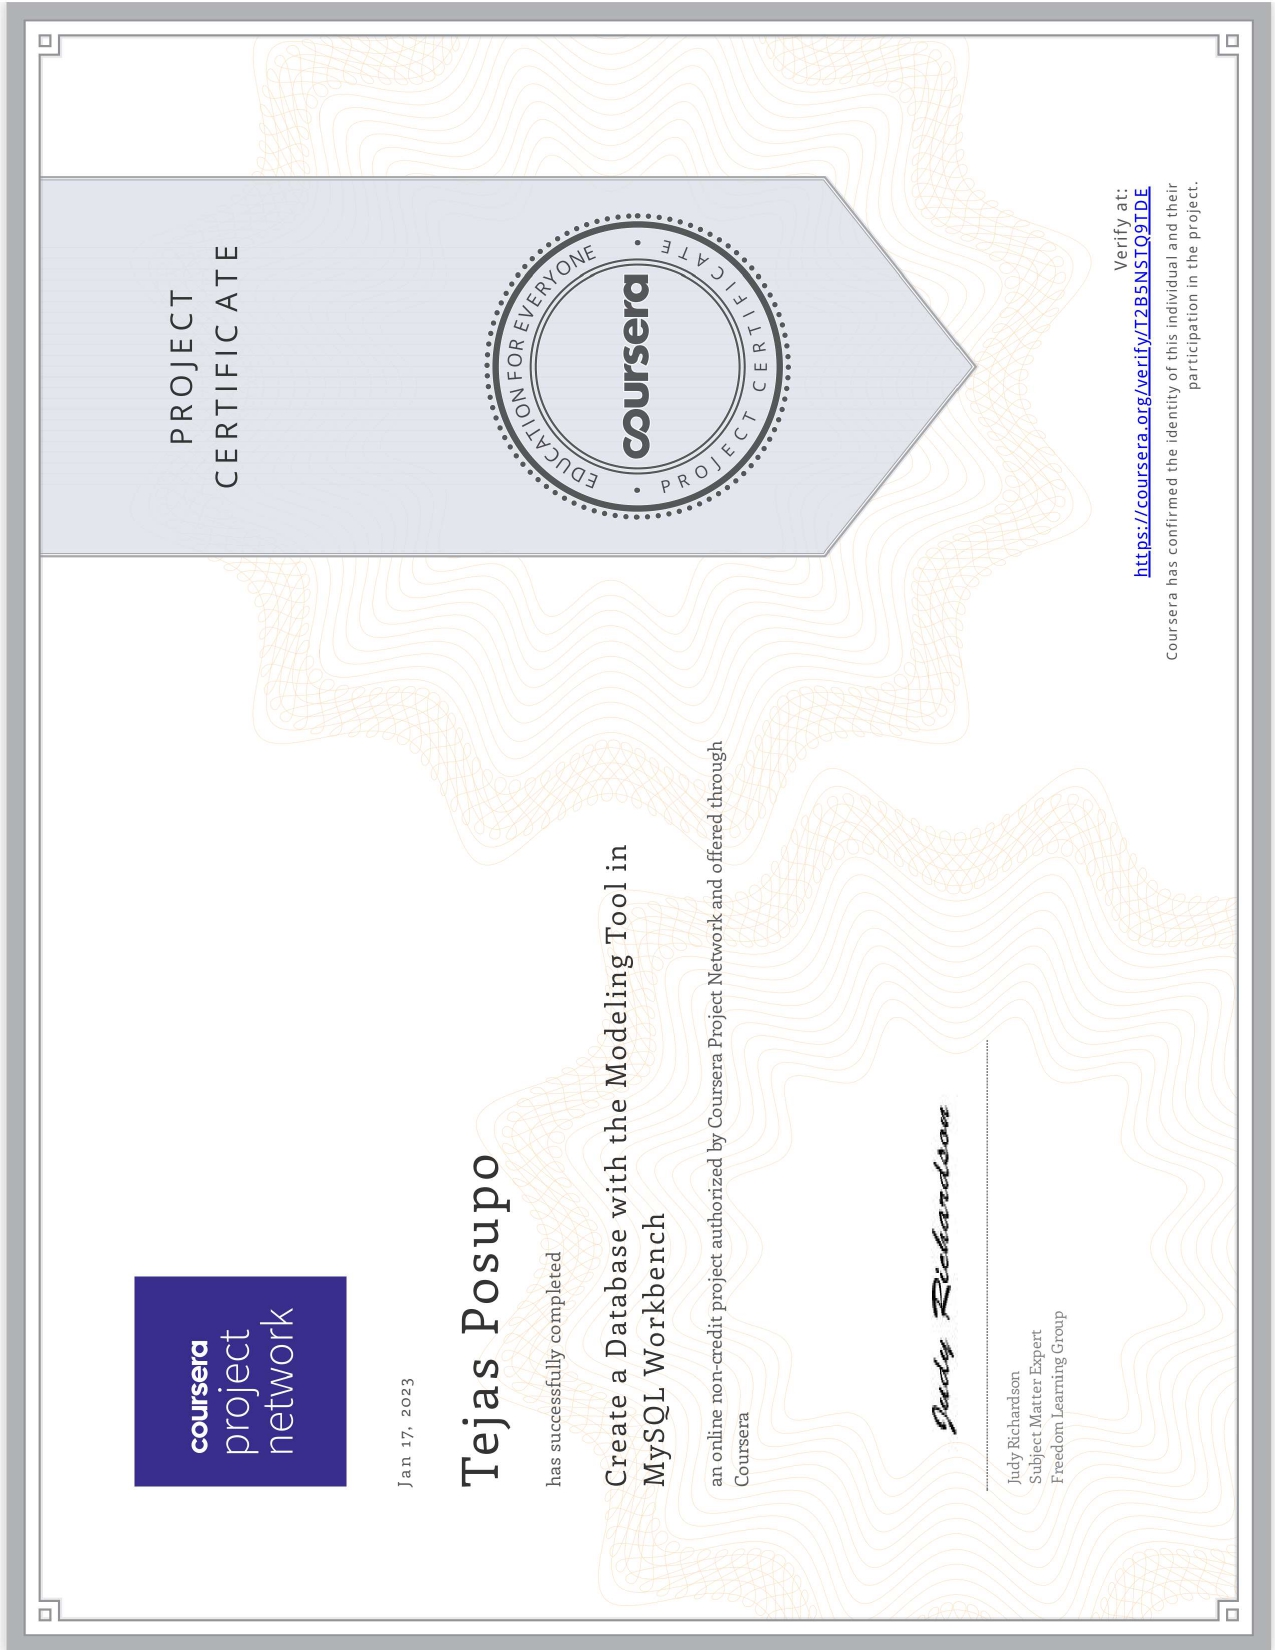 coursera
project
network
PROJECT
CERTIFICATE
Jan 17, 2023
Tejas Posupo
has successfully completed
Create a Database with the Modeling Tool in
MySQL Workbench
an online non-credit project authorized by Coursera Project Network and offered through
Coursera
EDUCATION FOR EVERYONE
coursera
PROJECT CERTIFICATE
Judy Richardson
Judy Richardson
Subject Matter Expert
Freedom Learning Group
Verify at:
https://coursera.org/verify/T2B5NSTQ9TDE
Coursera has confirmed the identity of this individual and their
participation in the project.